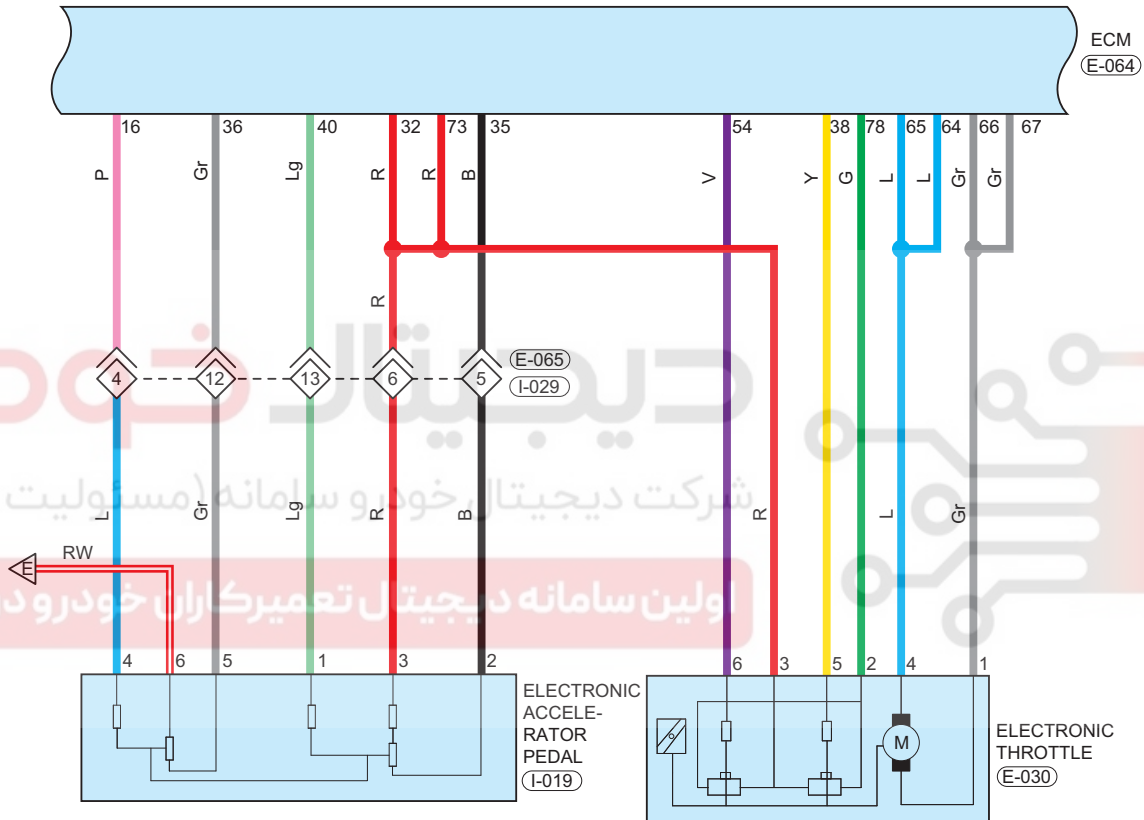 ECM
E-064
16 36 40 32 73 35 54 38 78 65 64 66 67
P Gr Lg R R B V Y G L L Gr Gr
R
4 12 13 6 5
E-065
I-029
دیجیتال خودرو
شرکت دیجیتال خودرو سامانه (مسئولیت
L Gr Lg R B R L Gr
RW
E
اولین سامانه دیجیتال تعمیرکاران خودرو
4 6 5 1 3 2 6 3 5 2 4 1
ELECTRONIC
ACCELE-
RATOR
PEDAL
I-019
M
ELECTRONIC
THROTTLE
E-030